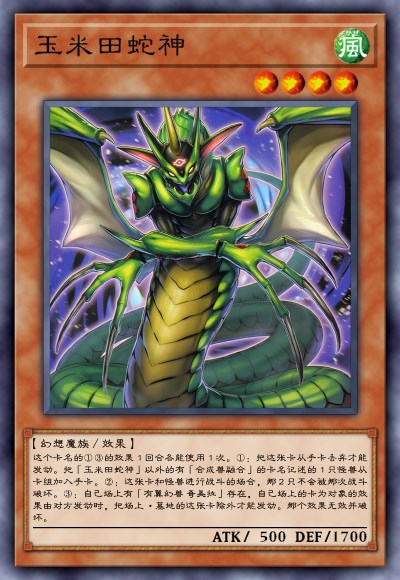 玉米田蛇神
風
【幻想魔族/效果】
这个卡名的①③的效果1回合各能使用1次。①：把这张卡从手卡丢弃才能
发动。把「玉米田蛇神」以外的有「合成兽融合」的卡名记述的1只怪兽从
卡组加入手卡。②：这张卡和怪兽进行战斗的场合，那2只不会被那次战斗
破坏。③：自己场上有「有翼幻兽 奇美拉」存在，自己场上的卡为对象的效
果由对方发动时，把场上·墓地的这张卡除外才能发动。那个效果无效并破
坏。
ATK/ 500 DEF/1700